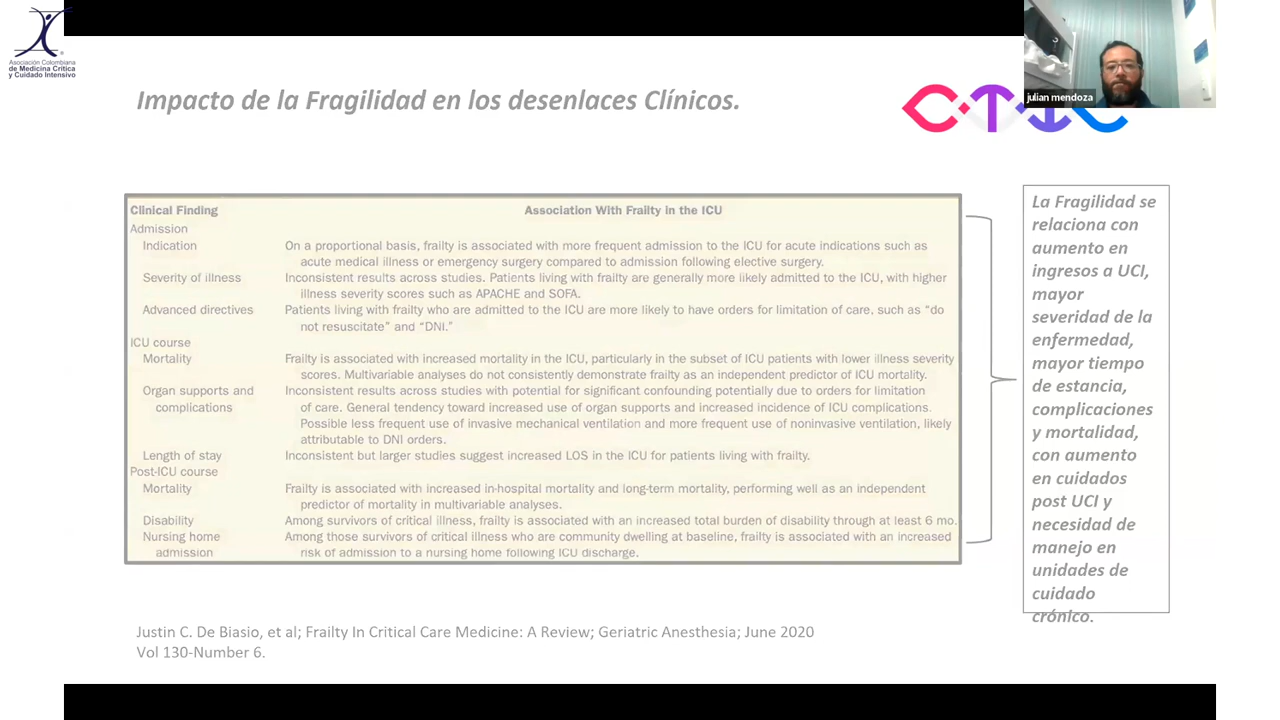 Asociación Colombiana
de Medicina Crítica
y Cuidado Intensivo
Impacto de la Fragilidad en los desenlaces Clínicos.
CTIC
julian mendoza
Clinical Finding Association With Frailty in the ICU
Admission
Indication On a proportional basis, frailty is associated with more frequent admission to the ICU for acute indications such as
acute medical illness or emergency surgery compared to admission following elective surgery.
Severity of illness Inconsistent results across studies. Patients living with frailty are generally more likely admitted to the ICU, with higher
illness severity scores such as APACHE and SOFA.
Advanced directives Patients living with frailty who are admitted to the ICU are more likely to have orders for limitation of care, such as “do
not resuscitate” and “DNI.”
ICU course
Mortality Frailty is associated with increased mortality in the ICU, particularly in the subset of ICU patients with lower illness severity
scores. Multivariable analyses do not consistently demonstrate frailty as an independent predictor of ICU mortality.
Organ supports and Inconsistent results across studies with potential for significant confounding potentially due to orders for limitation
complications of care. General tendency toward increased use of organ supports and increased incidence of ICU complications.
Possible less frequent use of invasive mechanical ventilation and more frequent use of noninvasive ventilation, likely
attributable to DNI orders.
Length of stay Inconsistent but larger studies suggest increased LOS in the ICU for patients living with frailty.
Post-ICU course
Mortality Frailty is associated with increased in-hospital mortality and long-term mortality, performing well as an independent
predictor of mortality in multivariable analyses.
Disability Among survivors of critical illness, frailty is associated with an increased total burden of disability through at least 6 mo.
Nursing home Among those survivors of critical illness who are community dwelling at baseline, frailty is associated with an increased
admission risk of admission to a nursing home following ICU discharge.
La Fragilidad se
relaciona con
aumento en
ingresos a UCI,
mayor
severidad de la
enfermedad,
mayor tiempo
de estancia,
complicaciones
y mortalidad,
con aumento
en cuidados
post UCI y
necesidad de
manejo en
unidades de
cuidado
crónico.
Justin C. De Biasio, et al; Frailty In Critical Care Medicine: A Review; Geriatric Anesthesia; June 2020
Vol 130-Number 6.